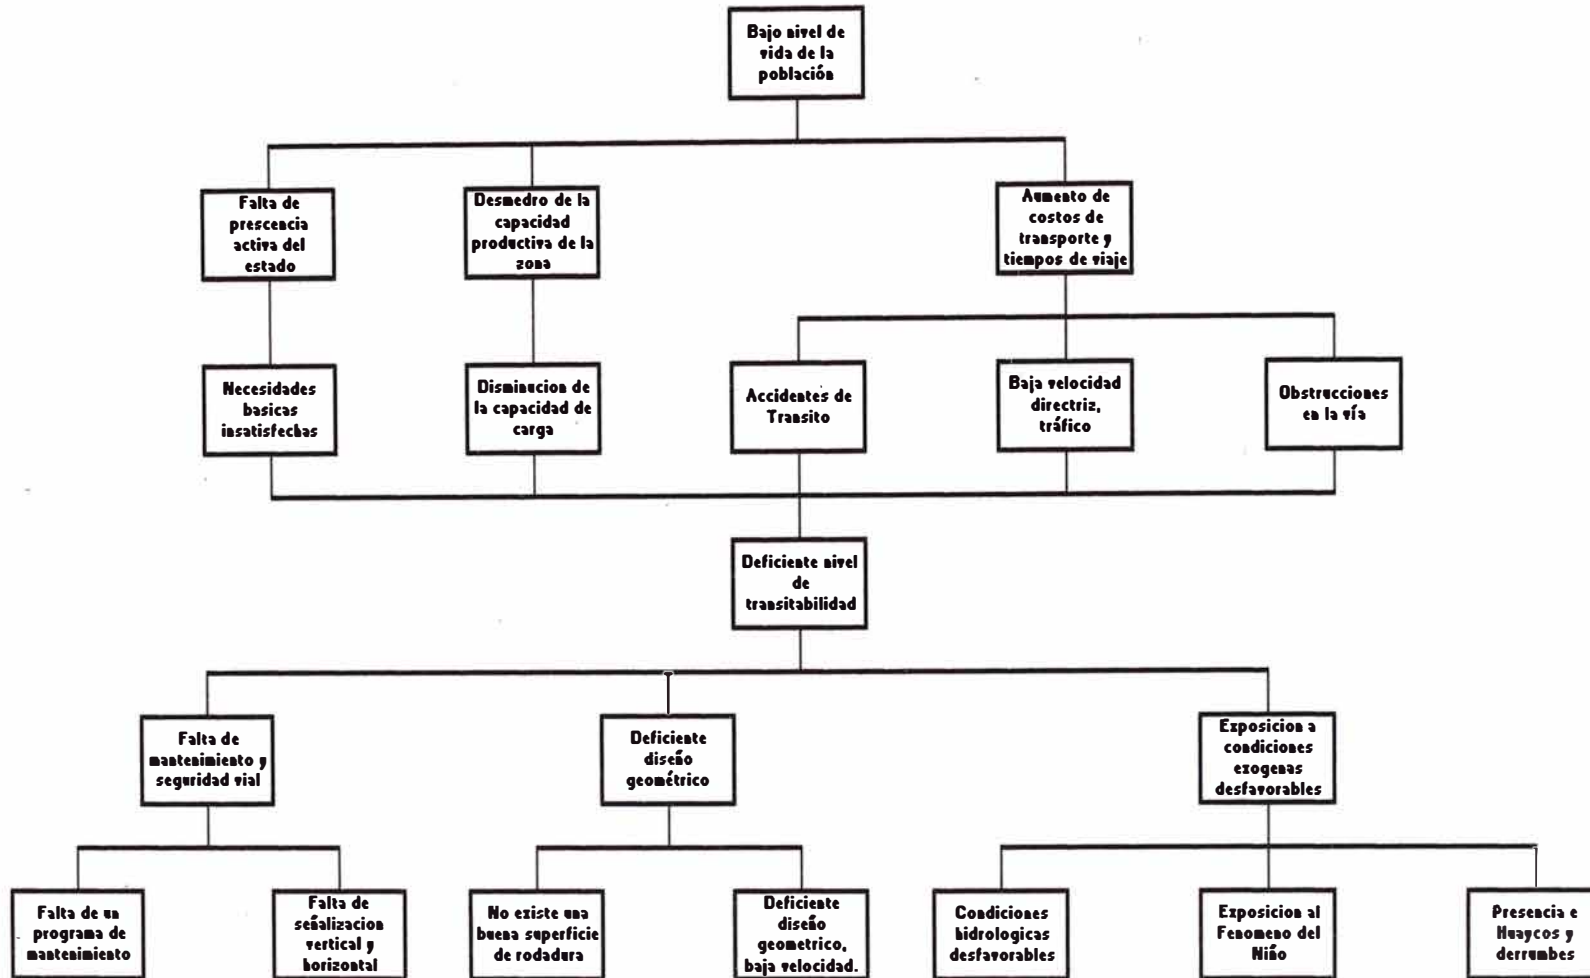 Bajo nivel de
vida de la
población
Falta de
prescencia
activa del
estado
Desmedro de la
capacidad
productiva de la
zona
Aumento de
costos de
transporte y
tiempos de viaje
Necesidades
basicas
insatisfechas
Disminucion de
la capacidad de
carga
Accidentes de
Transito
Baja velocidad
directriz,
tráfico
Obstrucciones
en la vía
Deficiente nivel
de
transitabilidad
Falta de
mantenimiento y
seguridad vial
Deficiente
diseño
geométrico
Exposicion a
condiciones
exogenas
desfavorables
Falta de un
programa de
mantenimiento
Falta de
señalizacion
vertical y
horizontal
No existe una
buena superficie
de rodadura
Deficiente
diseño
geometrico,
baja velocidad.
Condiciones
hidrologicas
desfavorables
Exposicion al
Fenomeno del
Niño
Presencia e
Huaycos y
derrumbes